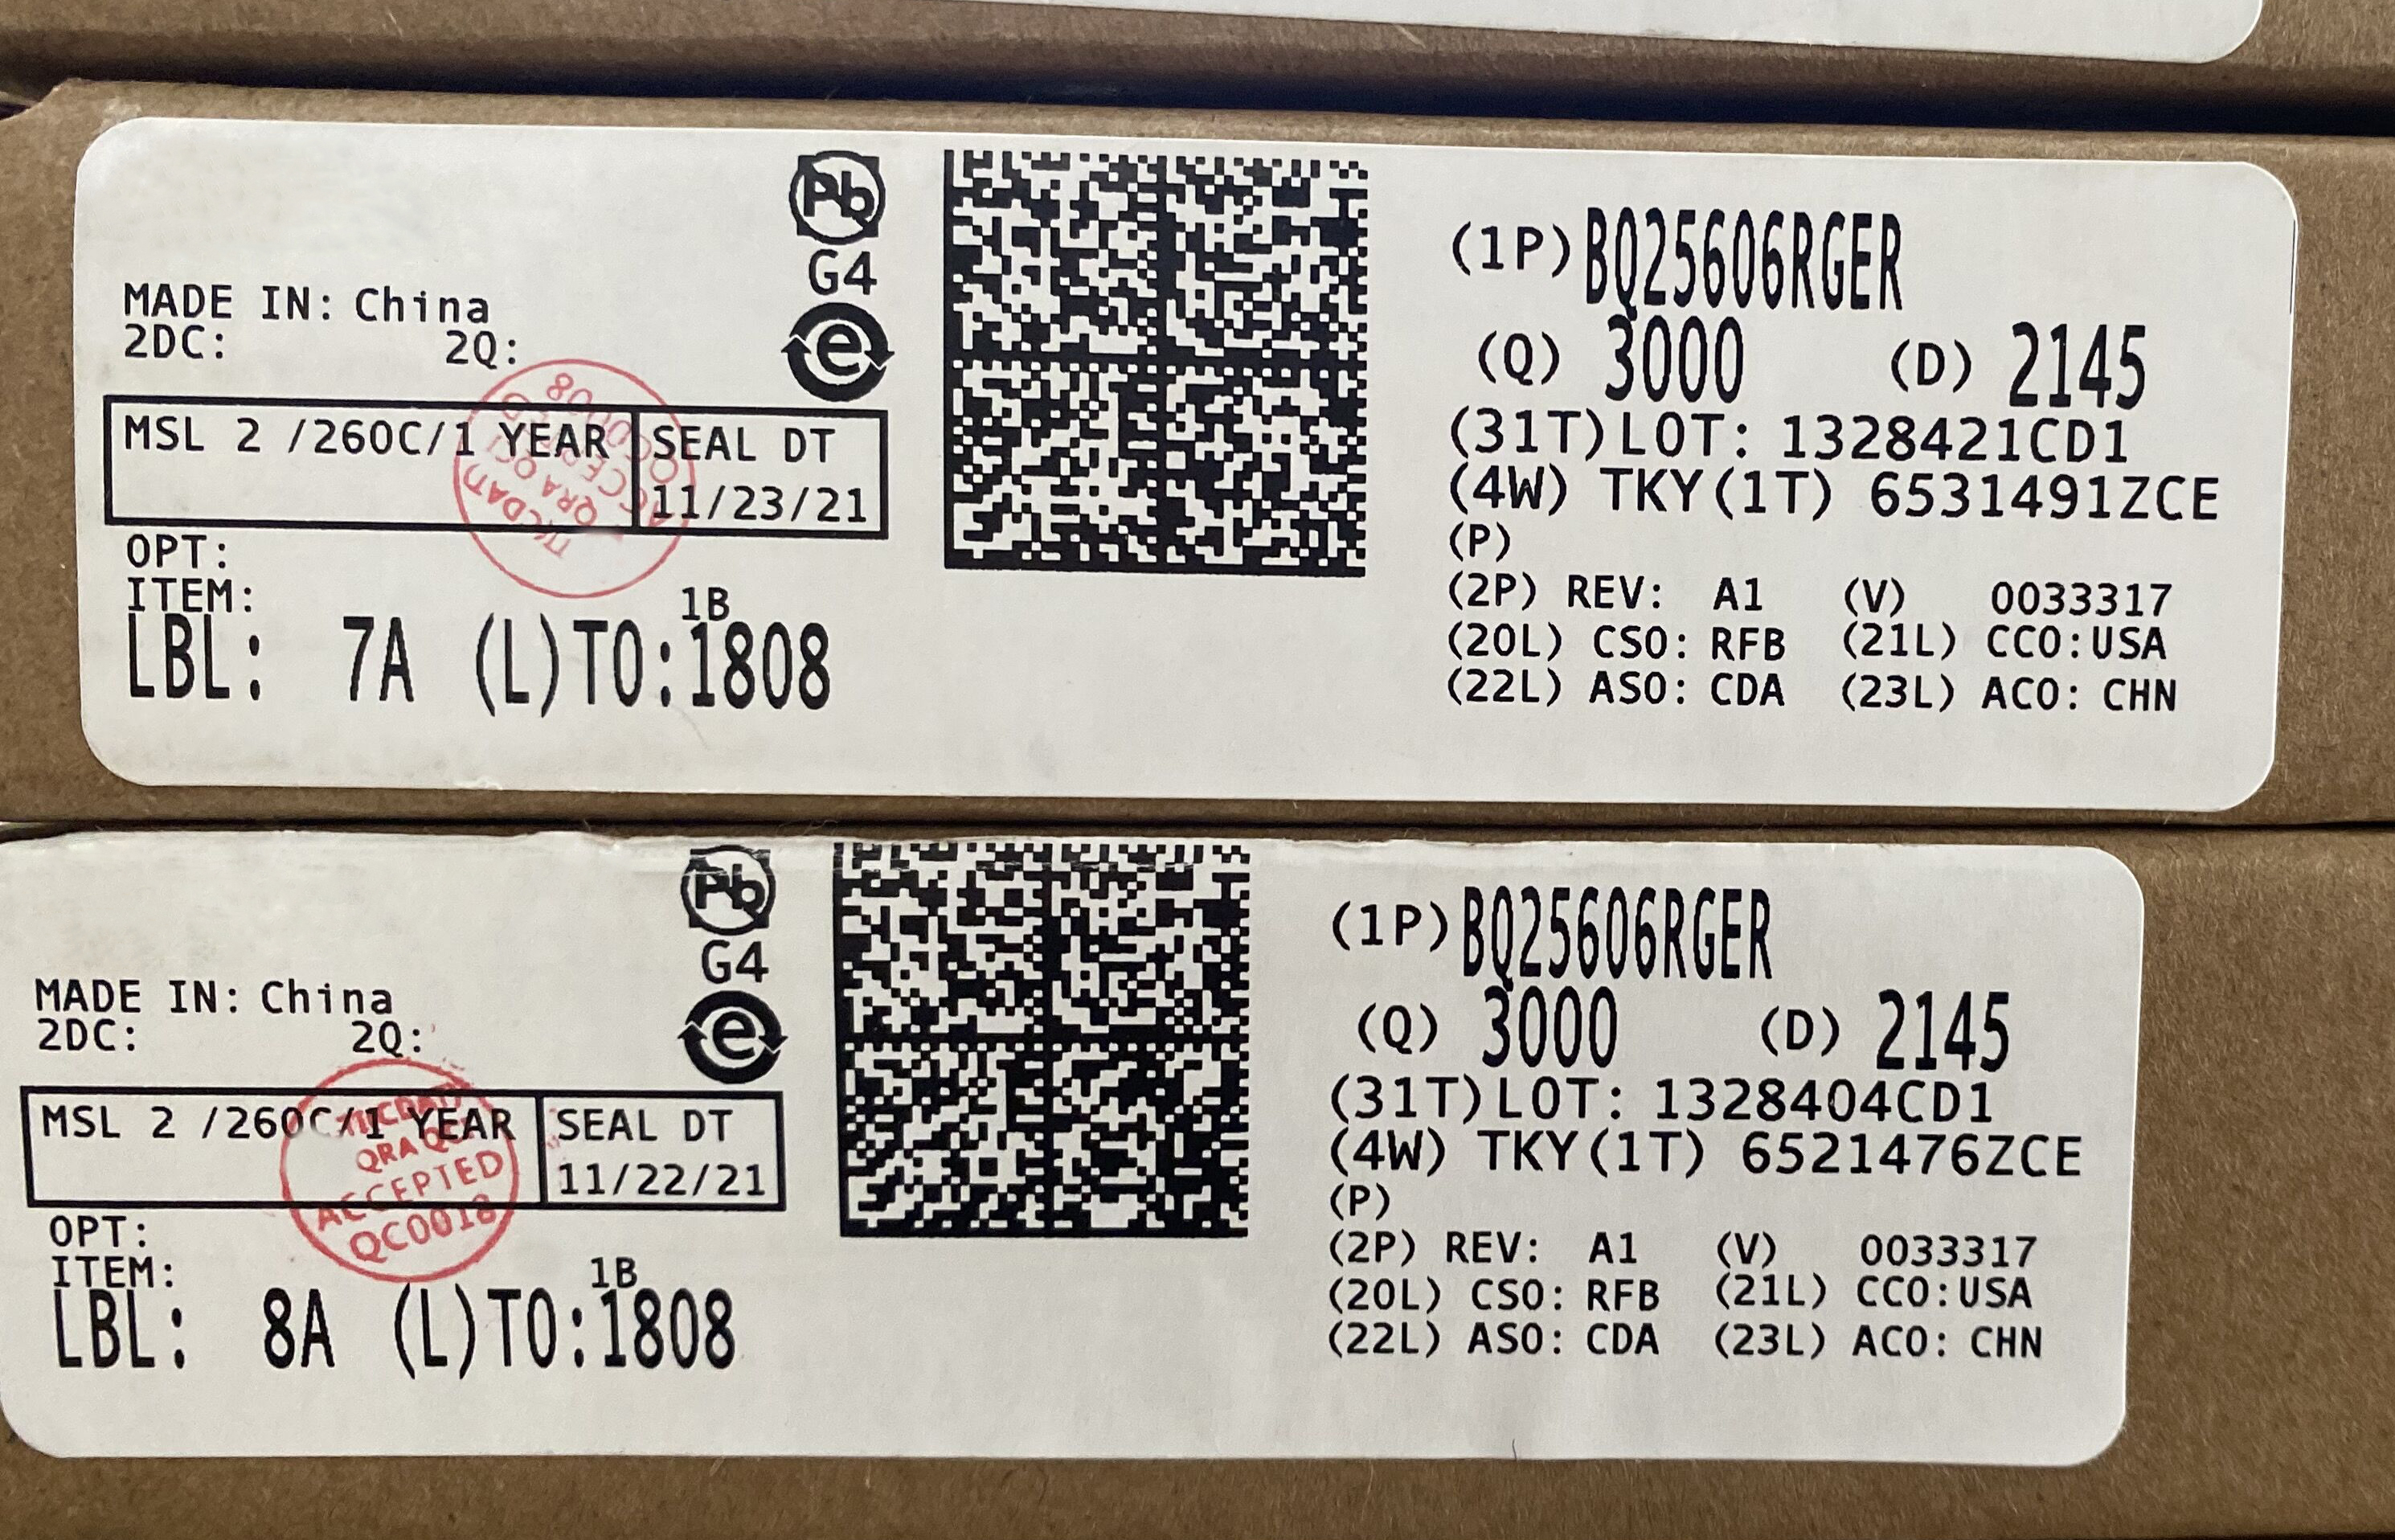 Pb
G4
e
MADE IN: China
2DC: 2Q:
MSL 2 /260C/1 YEAR
SEAL DT
11/23/21
OPT:
ITEM:
1B
LBL: 7A (L)TO:1808
(1P)BQ25606RGER
(Q) 3000 (D) 2145
(31T)LOT: 1328421CD1
(4W) TKY(1T) 6531491ZCE
(P)
(2P) REV: A1 (V) 0033317
(20L) CSO: RFB (21L) CCO:USA
(22L) ASO: CDA (23L) ACO: CHN
Pb
G4
e
MADE IN: China
2DC: 2Q:
MSL 2 /260C/1 YEAR
SEAL DT
11/22/21
QRA
ACCEPTED
QC0018
OPT:
ITEM:
1B
LBL: 8A (L)TO:1808
(1P)BQ25606RGER
(Q) 3000 (D) 2145
(31T)LOT: 1328404CD1
(4W) TKY(1T) 6521476ZCE
(P)
(2P) REV: A1 (V) 0033317
(20L) CSO: RFB (21L) CCO:USA
(22L) ASO: CDA (23L) ACO: CHN